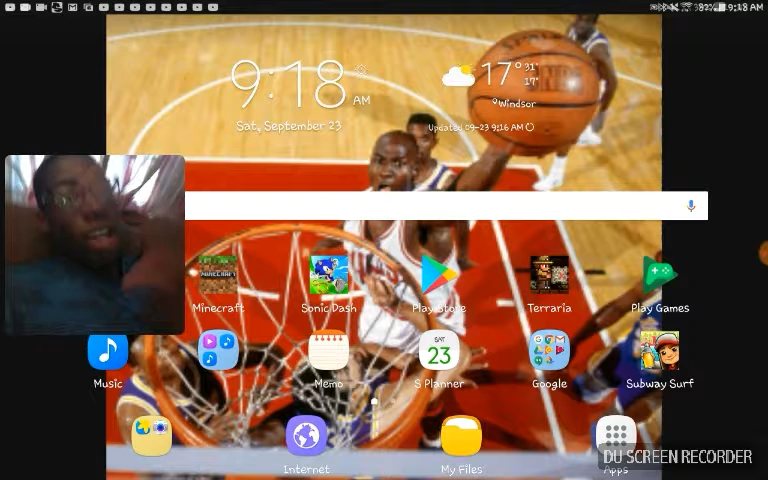 82% 9:18 AM
9:18 AM
17° 31° 17°
Windsor
Sat, September 23
Updated 09-23 9:16 AM
MINECRAFT
Minecraft
Sonic Dash
Play Store
Terraria
Play Games
SAT
23
Music
Memo
S Planner
Google
Subway Surf
Internet
My Files
Apps
DU SCREEN RECORDER